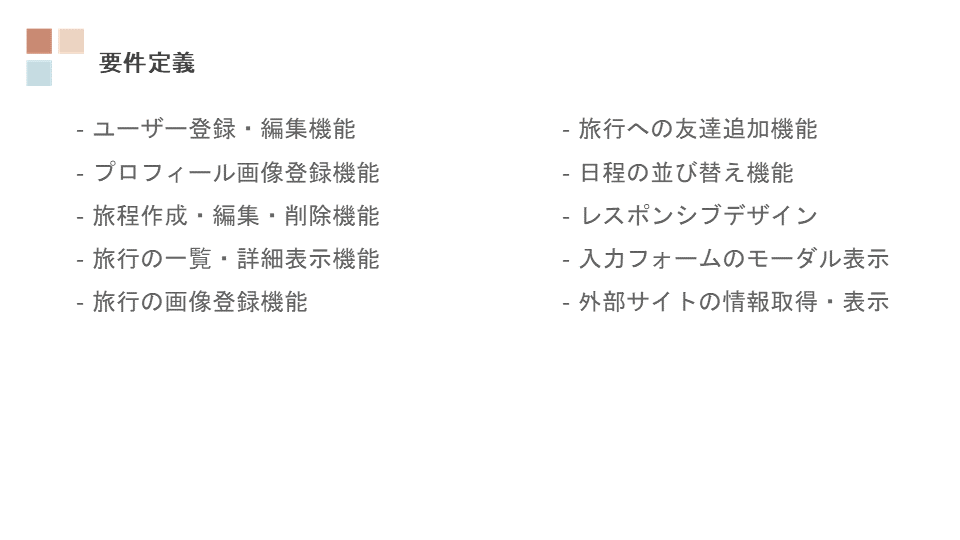 要件定義
- ユーザー登録・編集機能
- プロフィール画像登録機能
- 旅程作成・編集・削除機能
- 旅行の一覧・詳細表示機能
- 旅行の画像登録機能
- 旅行への友達追加機能
- 日程の並び替え機能
- レスポンシブデザイン
- 入力フォームのモーダル表示
- 外部サイトの情報取得・表示